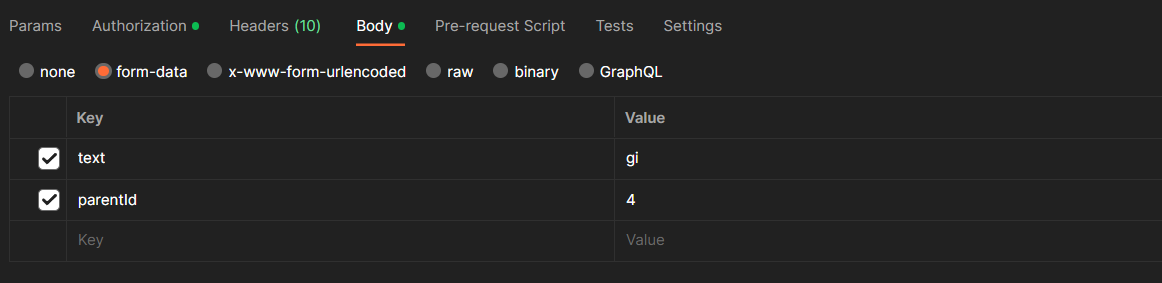 Params Authorization Headers (10) Body Pre-request Script Tests Settings
none form-data x-www-form-urlencoded raw binary GraphQL
Key Value
text gi
parentId 4
Key Value